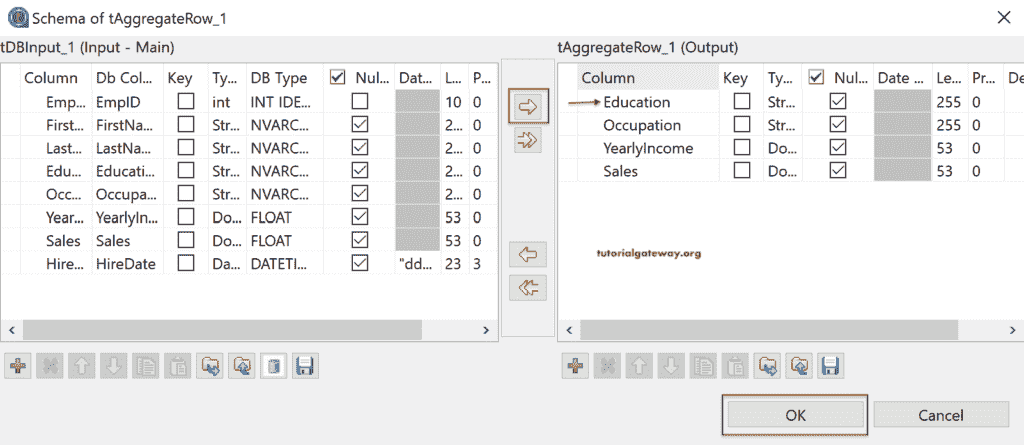 Schema of tAggregateRow_1
tDBInput_1 (Input - Main)
Column Db Colu... Key Ty... DB Type Nul... Dat... L... P...
Emp... EmpID int INT IDE... 10 0
First... FirstNa... Str... NVARC... 2... 0
Last... LastNa... Str... NVARC... 2... 0
Edu... Educati... Str... NVARC... 2... 0
Occ... Occupa... Str... NVARC... 2... 0
Year... YearlyIn... Do... FLOAT 53 0
Sales Sales Do... FLOAT 53 0
Hire... HireDate Da... DATETI... "dd... 23 3
tAggregateRow_1 (Output)
Column Key Ty... Nul... Date ... Le... Pr... De
Education Str... 255 0
Occupation Str... 255 0
YearlyIncome Do... 53 0
Sales Do... 53 0
tutorialgateway.org
OK Cancel